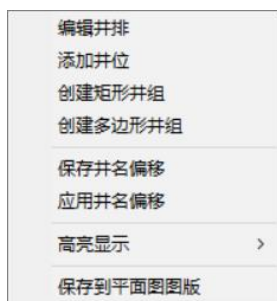 编辑井排
添加井位
创建矩形井组
创建多边形井组
保存井名偏移
应用井名偏移
高亮显示
保存到平面图图版